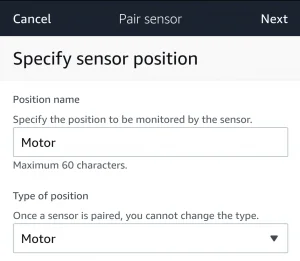 Cancel Pair sensor Next
Specify sensor position
Position name
Specify the position to be monitored by the sensor.
Motor
Maximum 60 characters.
Type of position
Once a sensor is paired, you cannot change the type.
Motor